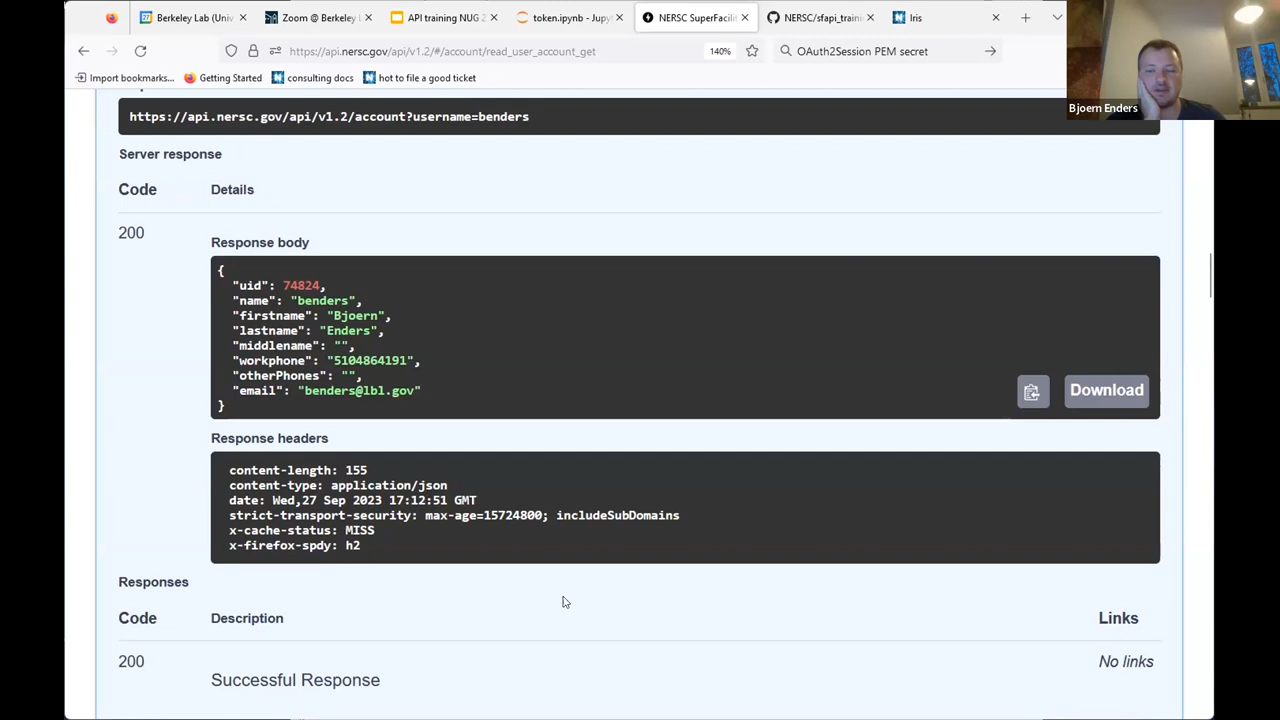 Berkeley Lab (Univ
Zoom @ Berkeley L
API training NUG 2
token.ipynb - Jupyt
NERSC SuperFacilit
NERSC/sfapi_traini
Iris
https://api.nersc.gov/api/v1.2/#/account/read_user_account_get
140%
OAuth2Session PEM secret
Import bookmarks...
Getting Started
consulting docs
hot to file a good ticket
Bjoern Enders
https://api.nersc.gov/api/v1.2/account?username=benders
Server response
Code
Details
200
Response body
{
"uid": 74824,
"name": "benders",
"firstname": "Bjoern",
"lastname": "Enders",
"middlename": "",
"workphone": "5104864191",
"otherPhones": "",
"email": "benders@lbl.gov"
}
Download
Response headers
content-length: 155
content-type: application/json
date: Wed,27 Sep 2023 17:12:51 GMT
strict-transport-security: max-age=15724800; includeSubDomains
x-cache-status: MISS
x-firefox-spdy: h2
Responses
Code
Description
Links
200
No links
Successful Response